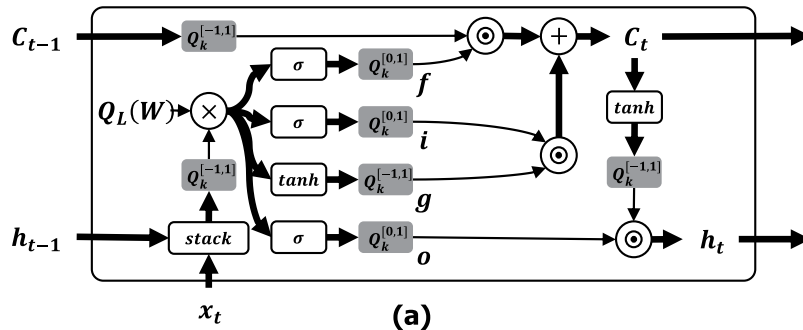 C_{t-1} Q_k^{[-1,1]} ⊙ + C_t
σ Q_k^{[0,1]} f
tanh
Q_L(W) × σ Q_k^{[0,1]} i
⊙
Q_k^{[-1,1]} tanh Q_k^{[-1,1]} g Q_k^{[-1,1]}
h_{t-1} stack σ Q_k^{[0,1]} o ⊙ h_t
x_t
(a)